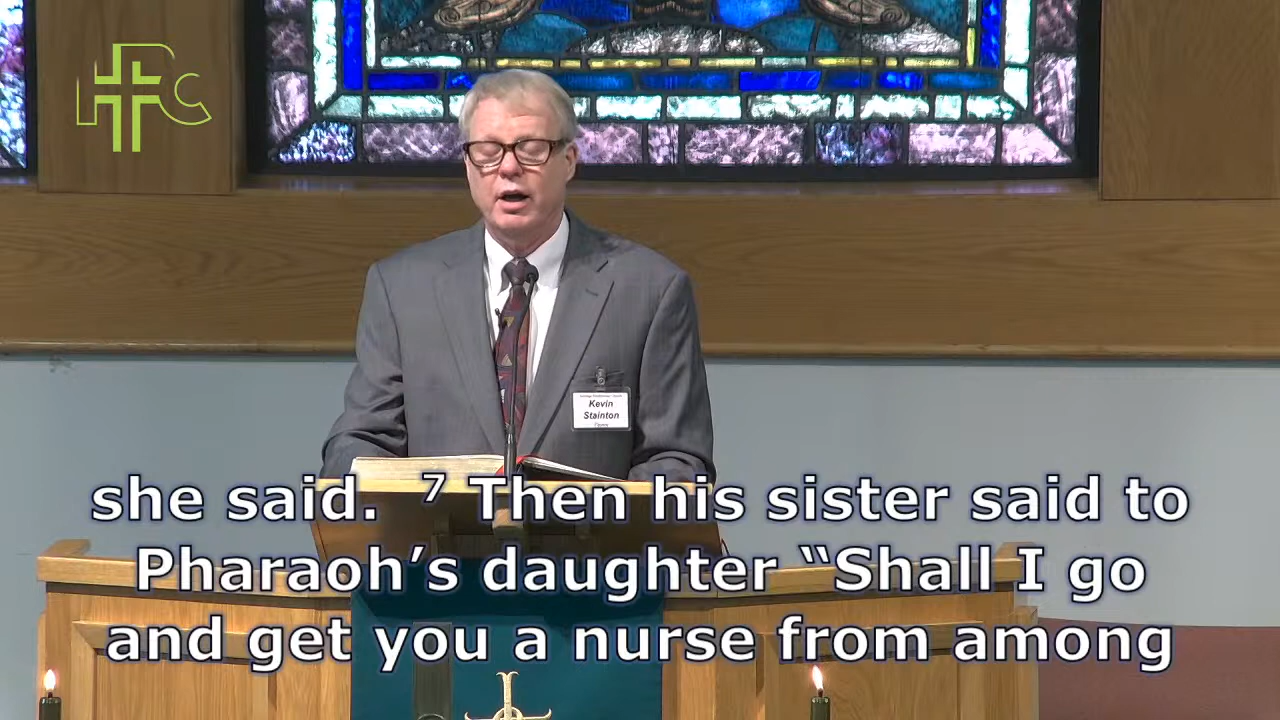 HPC
Kevin
Stainton
she said. ⁷ Then his sister said to
Pharaoh’s daughter “Shall I go
and get you a nurse from among